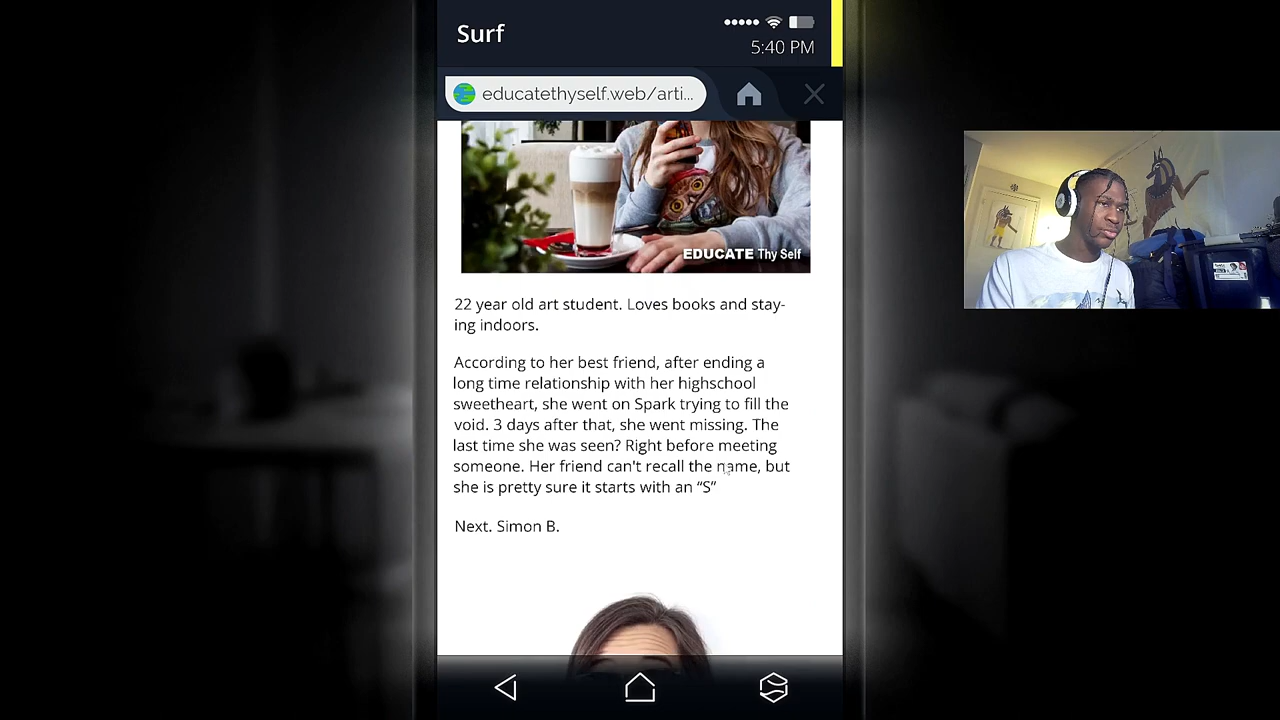 Surf
5:40 PM
educatethyself.web/arti...
EDUCATE Thy Self
22 year old art student. Loves books and stay-
ing indoors.
According to her best friend, after ending a
long time relationship with her highschool
sweetheart, she went on Spark trying to fill the
void. 3 days after that, she went missing. The
last time she was seen? Right before meeting
someone. Her friend can't recall the name, but
she is pretty sure it starts with an “S”
Next. Simon B.